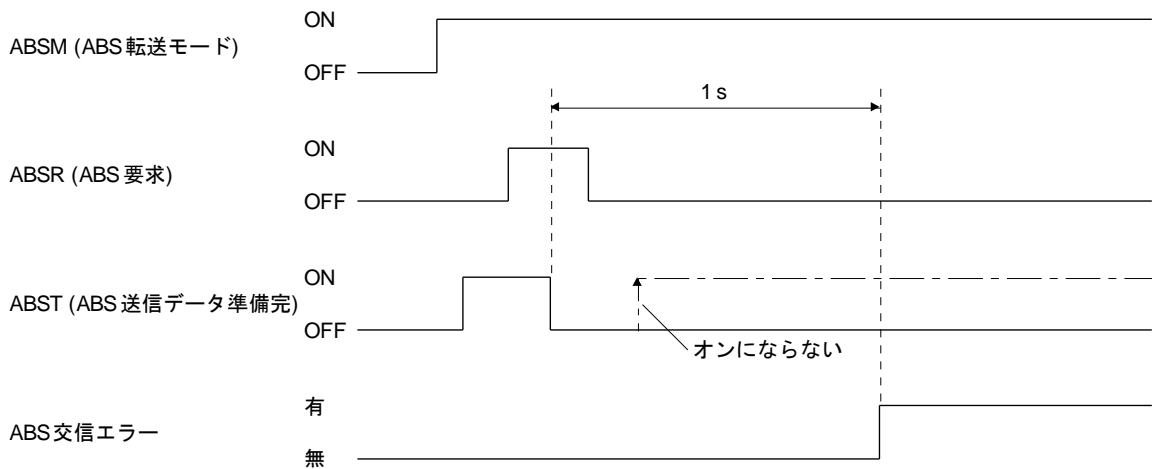 ON
ABSM (ABS転送モード)
OFF
1 s
ON
ABSR (ABS要求)
OFF
ON
ABST (ABS送信データ準備完)
OFF
オンにならない
有
ABS交信エラー
無